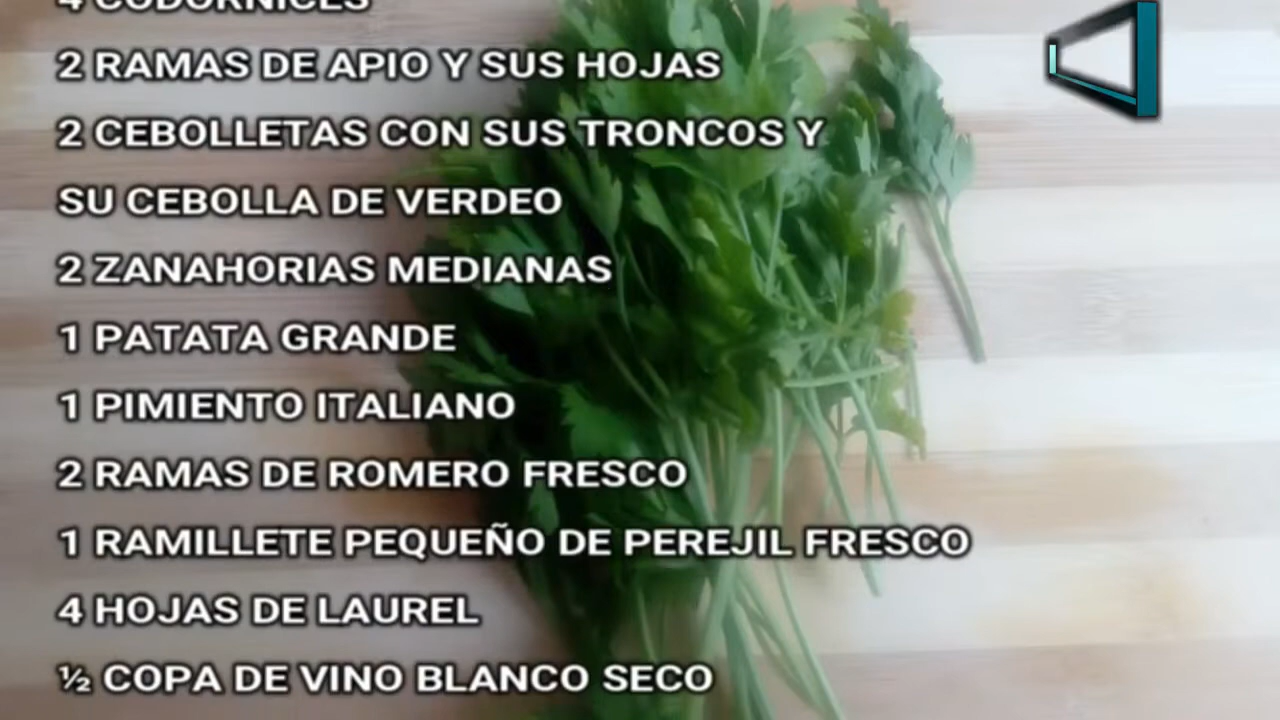 4 CODORNICES
2 RAMAS DE APIO Y SUS HOJAS
2 CEBOLLETAS CON SUS TRONCOS Y
SU CEBOLLA DE VERDEO
2 ZANAHORIAS MEDIANAS
1 PATATA GRANDE
1 PIMIENTO ITALIANO
2 RAMAS DE ROMERO FRESCO
1 RAMILLETE PEQUEÑO DE PEREJIL FRESCO
4 HOJAS DE LAUREL
½ COPA DE VINO BLANCO SECO